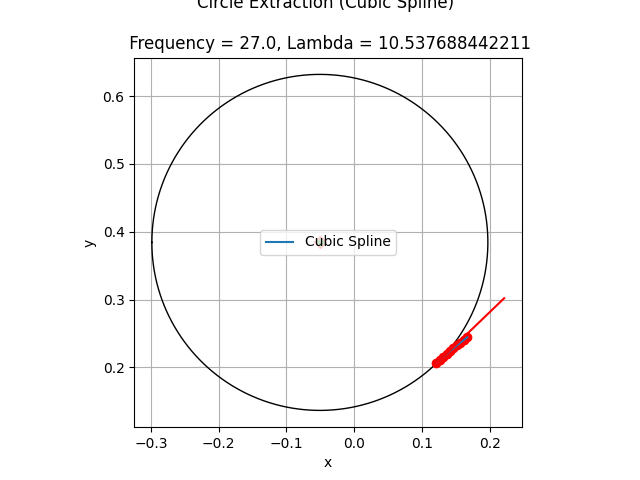 Circle Extraction (Cubic Spline)
Frequency = 27.0, Lambda = 10.537688442211
0.6
0.5
0.4
0.3
0.2
y
Cubic Spline
−0.3 −0.2 −0.1 0.0 0.1 0.2
x